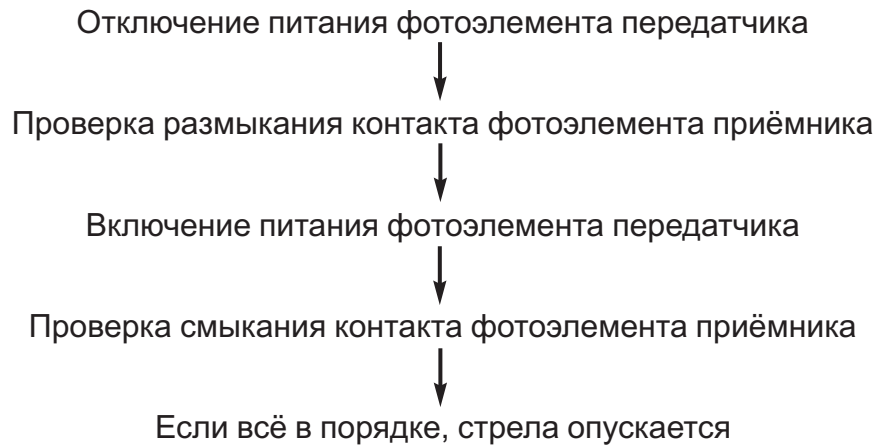 Отключение питания фотоэлемента передатчика
Проверка размыкания контакта фотоэлемента приёмника
Включение питания фотоэлемента передатчика
Проверка смыкания контакта фотоэлемента приёмника
Если всё в порядке, стрела опускается